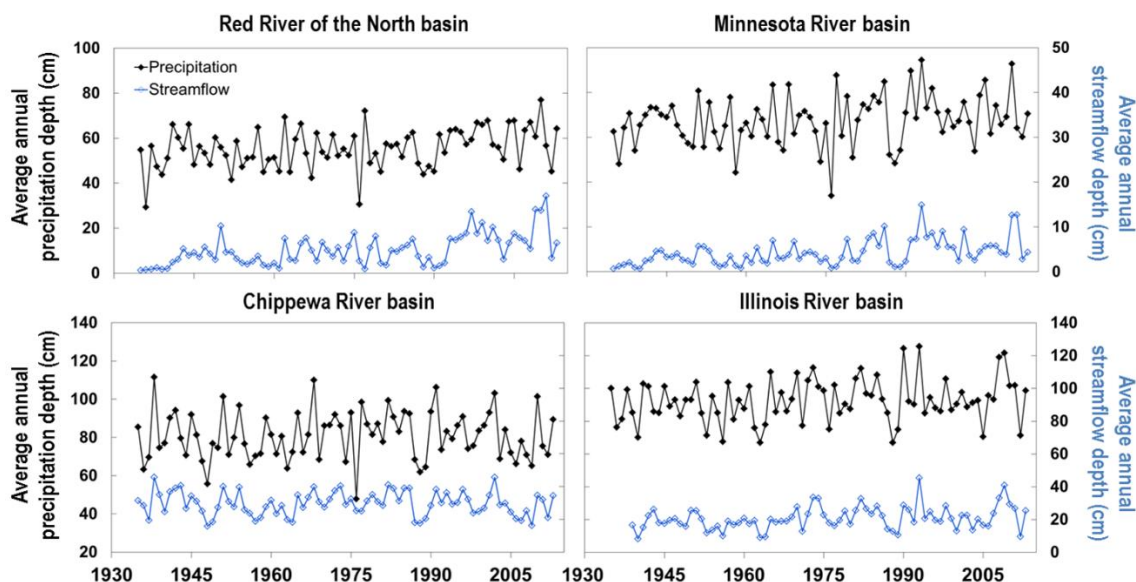 Red River of the North basin
Minnesota River basin
Average annual
precipitation depth (cm)
100
80
60
40
20
0
Precipitation
Streamflow
50
40
30
20
10
0
Average annual
streamflow depth (cm)
Chippewa River basin
Illinois River basin
Average annual
precipitation depth (cm)
140
120
100
80
60
40
20
140
120
100
80
60
40
20
0
Average annual
streamflow depth (cm)
1930 1945 1960 1975 1990 2005
1930 1945 1960 1975 1990 2005